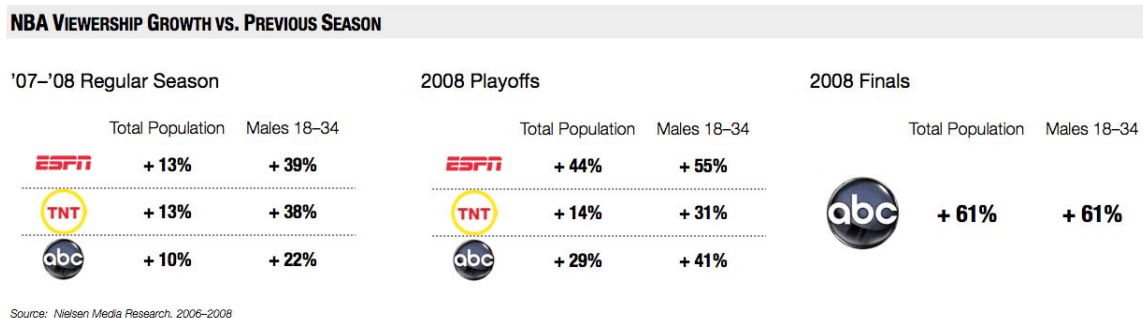 NBA VIEWERSHIP GROWTH VS. PREVIOUS SEASON
'07–'08 Regular Season
Total Population Males 18–34
ESPN + 13% + 39%
TNT + 13% + 38%
abc + 10% + 22%
2008 Playoffs
Total Population Males 18–34
ESPN + 44% + 55%
TNT + 14% + 31%
abc + 29% + 41%
2008 Finals
Total Population Males 18–34
abc + 61% + 61%
Source: Nielsen Media Research, 2006–2008